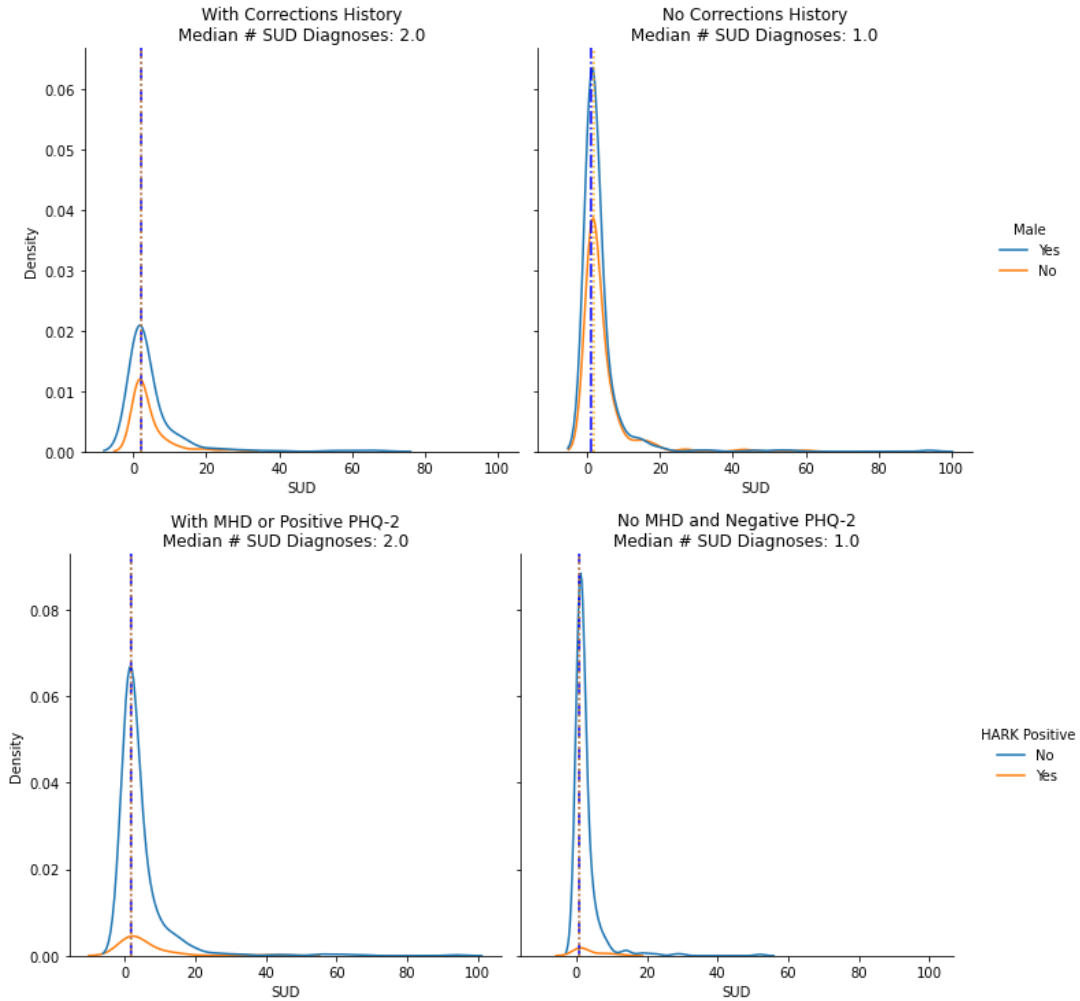 With Corrections History
Median # SUD Diagnoses: 2.0
No Corrections History
Median # SUD Diagnoses: 1.0
0.06
0.05
0.04
0.03
0.02
0.01
0.00
Density
0 20 40 60 80 100
SUD
0 20 40 60 80 100
SUD
Male
Yes
No
With MHD or Positive PHQ-2
Median # SUD Diagnoses: 2.0
No MHD and Negative PHQ-2
Median # SUD Diagnoses: 1.0
0.08
0.06
0.04
0.02
0.00
Density
0 20 40 60 80 100
SUD
0 20 40 60 80 100
SUD
HARK Positive
No
Yes